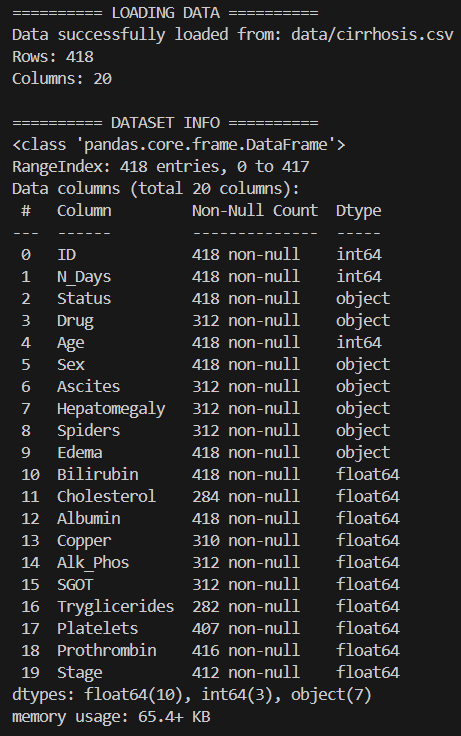 ========== LOADING DATA ==========
Data successfully loaded from: data/cirrhosis.csv
Rows: 418
Columns: 20

========== DATASET INFO ==========
<class 'pandas.core.frame.DataFrame'>
RangeIndex: 418 entries, 0 to 417
Data columns (total 20 columns):
 #   Column         Non-Null Count  Dtype
---  ------         --------------  -----
 0   ID             418 non-null    int64
 1   N_Days         418 non-null    int64
 2   Status         418 non-null    object
 3   Drug           312 non-null    object
 4   Age            418 non-null    int64
 5   Sex            418 non-null    object
 6   Ascites        312 non-null    object
 7   Hepatomegaly   312 non-null    object
 8   Spiders        312 non-null    object
 9   Edema          418 non-null    object
 10  Bilirubin      418 non-null    float64
 11  Cholesterol    284 non-null    float64
 12  Albumin        418 non-null    float64
 13  Copper         310 non-null    float64
 14  Alk_Phos       312 non-null    float64
 15  SGOT           312 non-null    float64
 16  Tryglicerides  282 non-null    float64
 17  Platelets      407 non-null    float64
 18  Prothrombin    416 non-null    float64
 19  Stage          412 non-null    float64
dtypes: float64(10), int64(3), object(7)
memory usage: 65.4+ KB